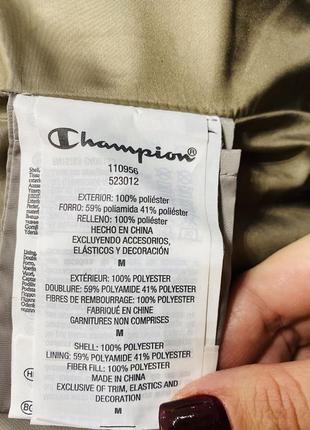 Champion®
110956
523012
EXTERIOR: 100% poliéster
FORRO: 59% poliamida 41% poliéster
RELLENO: 100% poliéster
HECHO EN CHINA
EXCLUYENDO ACCESORIOS,
ELÁSTICOS Y DECORACIÓN
M
EXTÉRIEUR: 100% POLYESTER
DOUBLURE: 59% POLYAMIDE 41% POLYESTER
FIBRES DE REMBOURRAGE: 100% POLYESTER
FABRIQUÉ EN CHINE
GARNITURES NON COMPRISES
M
SHELL: 100% POLYESTER
LINING: 59% POLYAMIDE 41% POLYESTER
FIBER FILL: 100% POLYESTER
MADE IN CHINA
EXCLUSIVE OF TRIM, ELASTICS AND
DECORATION
M